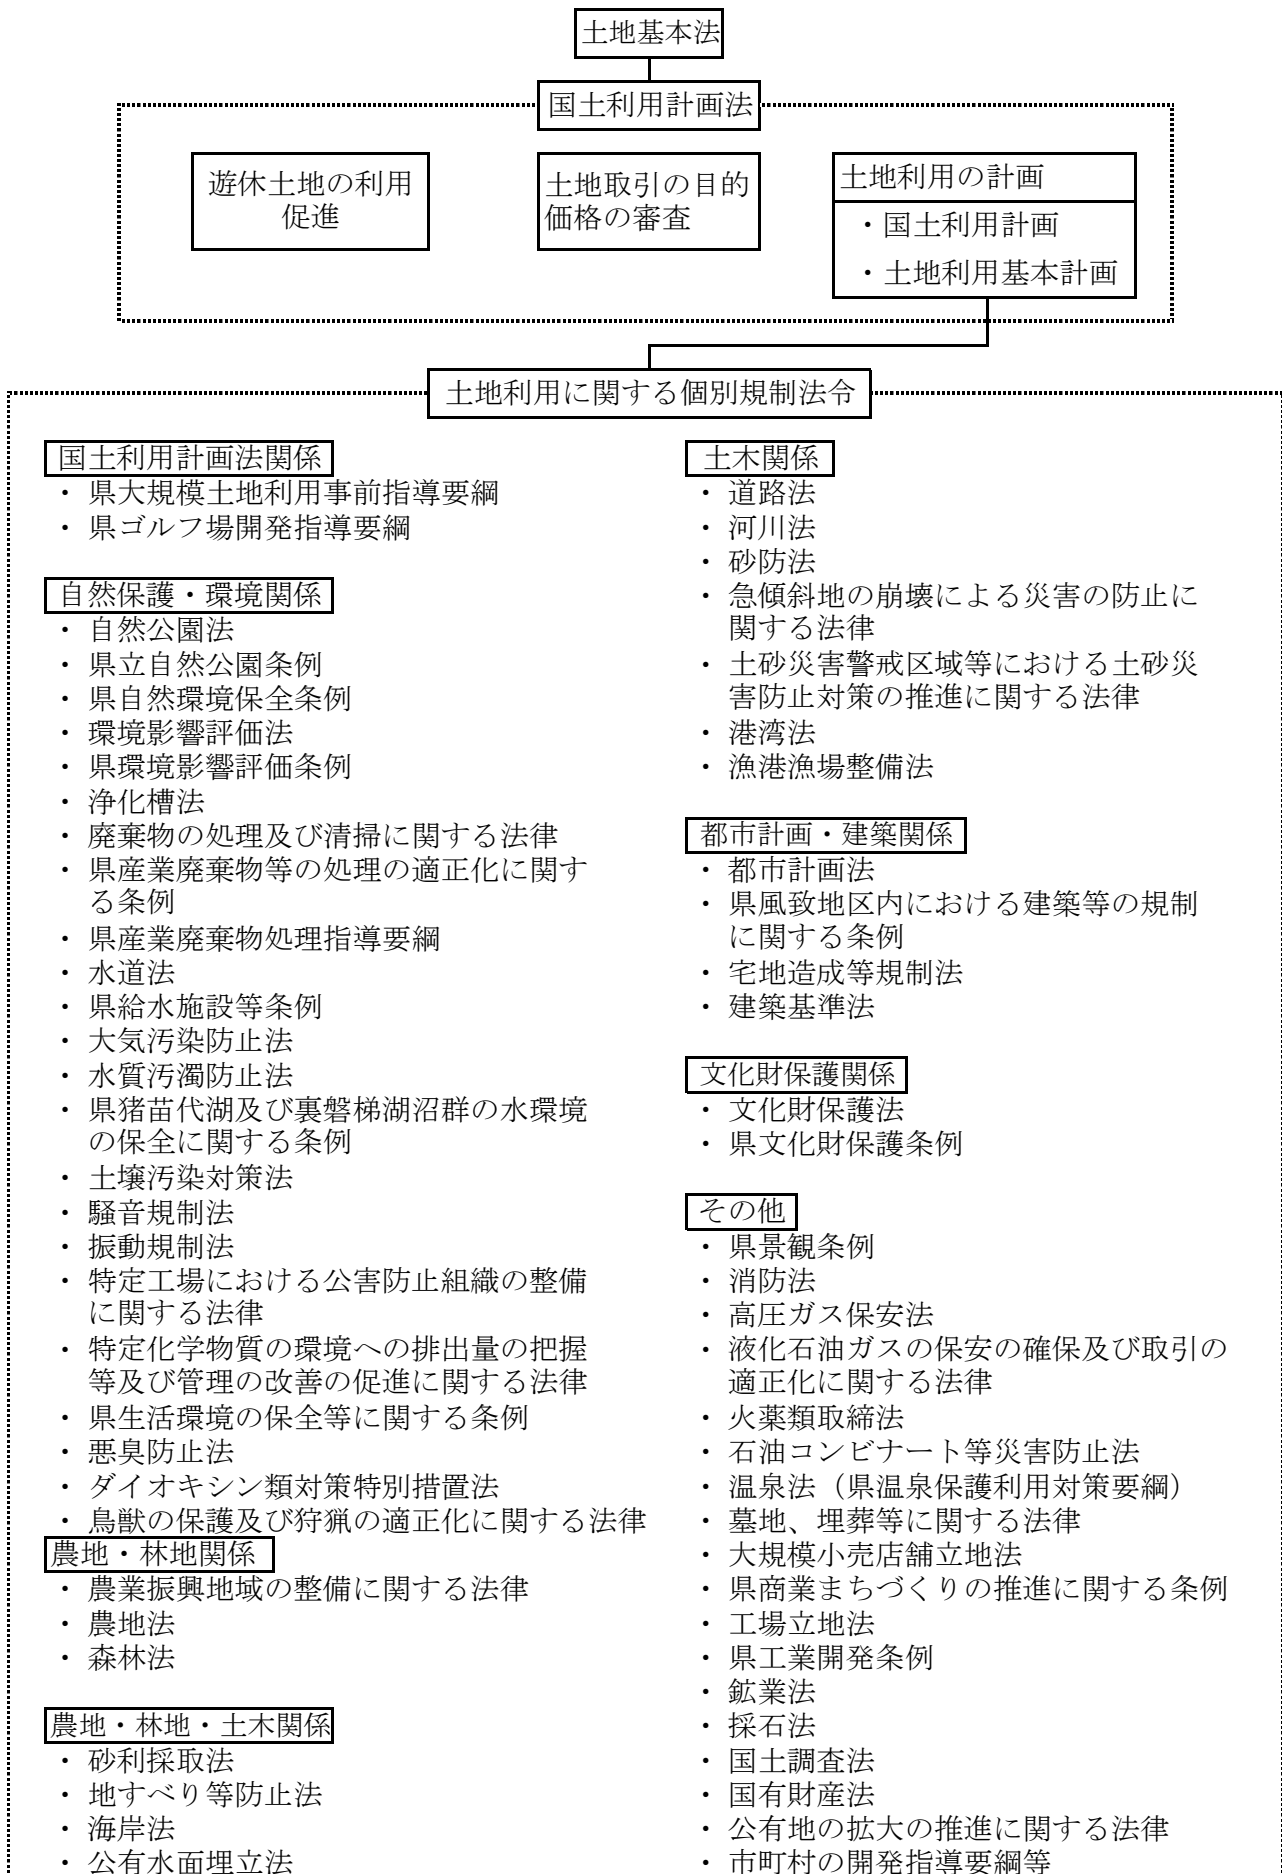 土地基本法
国土利用計画法
遊休土地の利用
促進
土地取引の目的
価格の審査
土地利用の計画
・国土利用計画
・土地利用基本計画
土地利用に関する個別規制法令
国土利用計画法関係
・ 県大規模土地利用事前指導要綱
・ 県ゴルフ場開発指導要綱
自然保護・環境関係
・ 自然公園法
・ 県立自然公園条例
・ 県自然環境保全条例
・ 環境影響評価法
・ 県環境影響評価条例
・ 浄化槽法
・ 廃棄物の処理及び清掃に関する法律
・ 県産業廃棄物等の処理の適正化に関す
る条例
・ 県産業廃棄物処理指導要綱
・ 水道法
・ 県給水施設等条例
・ 大気汚染防止法
・ 水質汚濁防止法
・ 県猪苗代湖及び裏磐梯湖沼群の水環境
の保全に関する条例
・ 土壌汚染対策法
・ 騒音規制法
・ 振動規制法
・ 特定工場における公害防止組織の整備
に関する法律
・ 特定化学物質の環境への排出量の把握
等及び管理の改善の促進に関する法律
・ 県生活環境の保全等に関する条例
・ 悪臭防止法
・ ダイオキシン類対策特別措置法
・ 鳥獣の保護及び狩猟の適正化に関する法律
農地・林地関係
・ 農業振興地域の整備に関する法律
・ 農地法
・ 森林法
農地・林地・土木関係
・ 砂利採取法
・ 地すべり等防止法
・ 海岸法
・ 公有水面埋立法
土木関係
・ 道路法
・ 河川法
・ 砂防法
・ 急傾斜地の崩壊による災害の防止に
関する法律
・ 土砂災害警戒区域等における土砂災
害防止対策の推進に関する法律
・ 港湾法
・ 漁港漁場整備法
都市計画・建築関係
・ 都市計画法
・ 県風致地区内における建築等の規制
に関する条例
・ 宅地造成等規制法
・ 建築基準法
文化財保護関係
・ 文化財保護法
・ 県文化財保護条例
その他
・ 県景観条例
・ 消防法
・ 高圧ガス保安法
・ 液化石油ガスの保安の確保及び取引の
適正化に関する法律
・ 火薬類取締法
・ 石油コンビナート等災害防止法
・ 温泉法（県温泉保護利用対策要綱）
・ 墓地、埋葬等に関する法律
・ 大規模小売店舗立地法
・ 県商業まちづくりの推進に関する条例
・ 工場立地法
・ 県工業開発条例
・ 鉱業法
・ 採石法
・ 国土調査法
・ 国有財産法
・ 公有地の拡大の推進に関する法律
・ 市町村の開発指導要綱等